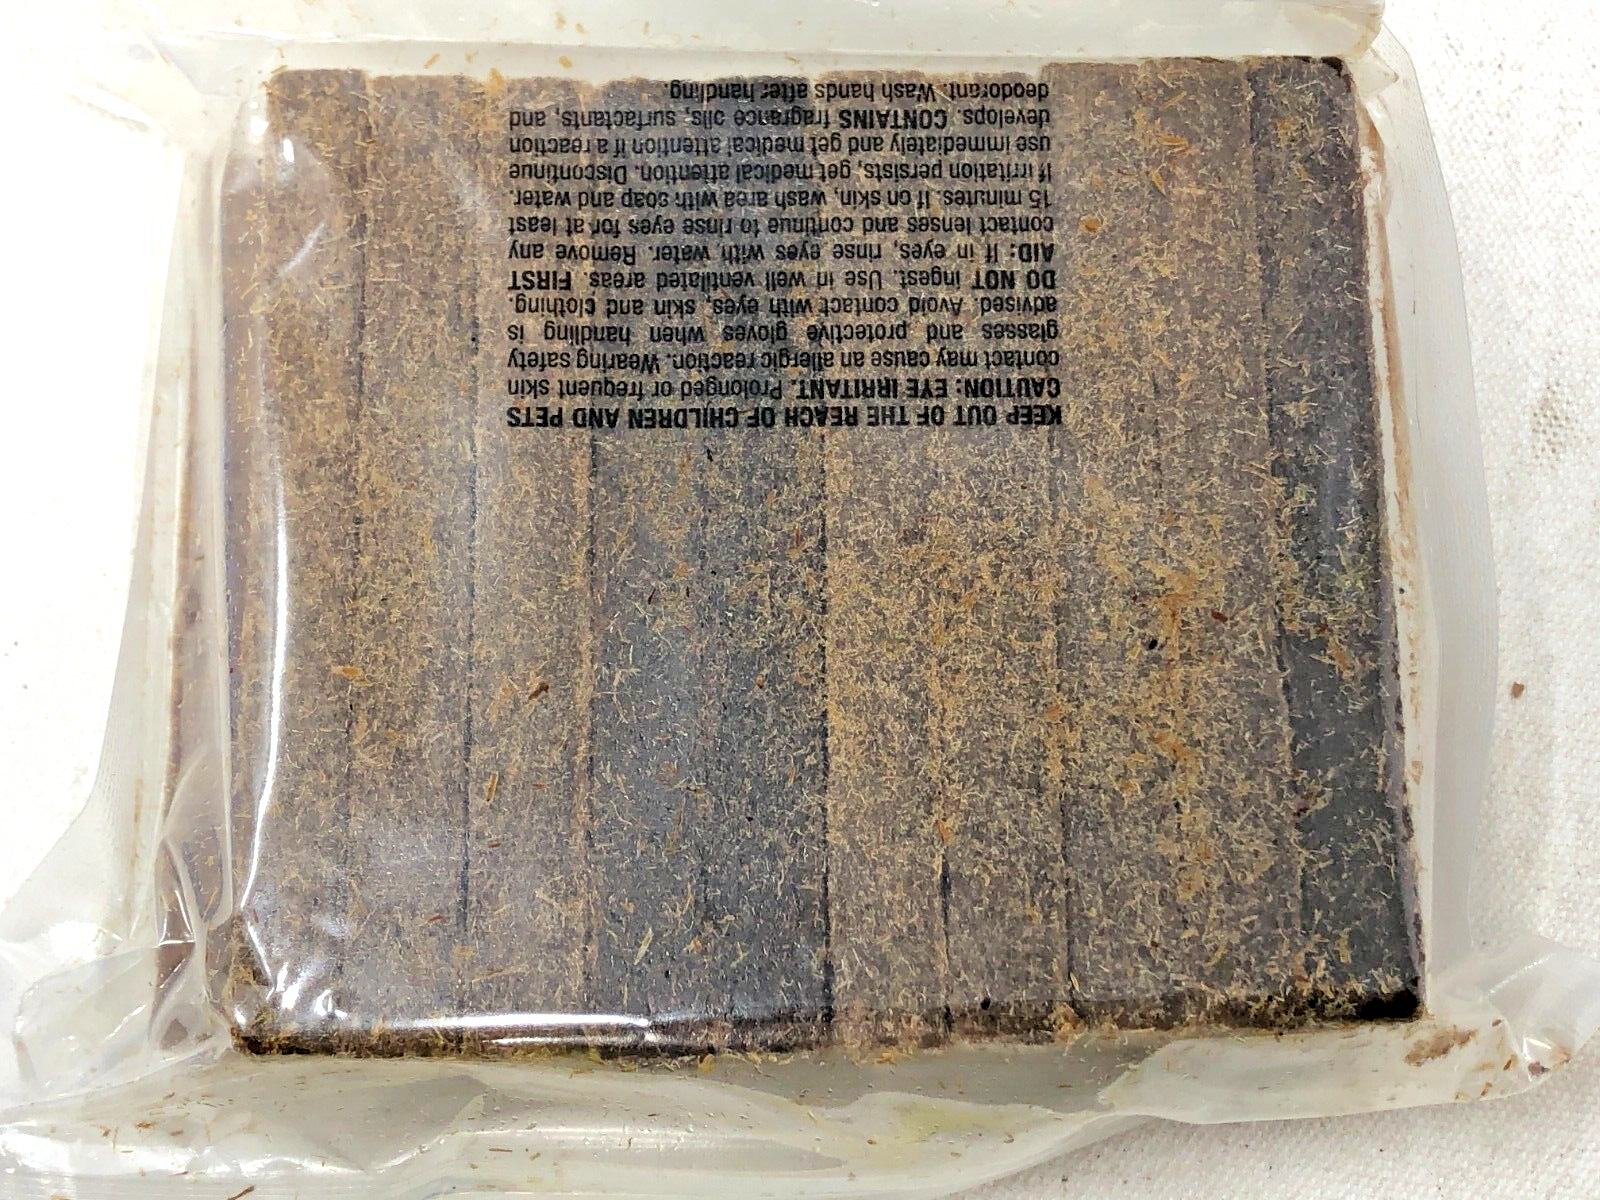 KEEP OUT OF THE REACH OF CHILDREN AND PETS
CAUTION: EYE IRRITANT. Prolonged or frequent skin
contact may cause an allergic reaction. Wearing safety
glasses and protective gloves when handling is
advised. Avoid contact with eyes, skin and clothing.
DO NOT ingest. Use in well ventilated areas. FIRST
AID: If in eyes, rinse eyes with water. Remove any
contact lenses and continue to rinse eyes for at least
15 minutes. If on skin, wash area with soap and water.
If irritation persists, get medical attention. Discontinue
use immediately and get medical attention if a reaction
develops. CONTAINS fragrance oils, surfactants, and
deodorant. Wash hands after handling.